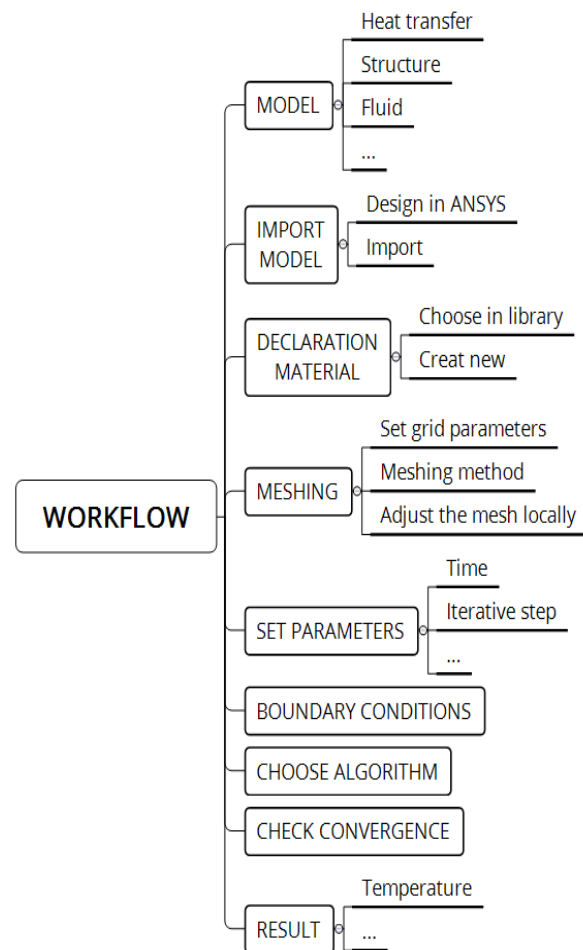 WORKFLOW
MODEL
Heat transfer
Structure
Fluid
...
IMPORT
MODEL
Design in ANSYS
Import
DECLARATION
MATERIAL
Choose in library
Creat new
MESHING
Set grid parameters
Meshing method
Adjust the mesh locally
SET PARAMETERS
Time
Iterative step
...
BOUNDARY CONDITIONS
CHOOSE ALGORITHM
CHECK CONVERGENCE
RESULT
Temperature
...